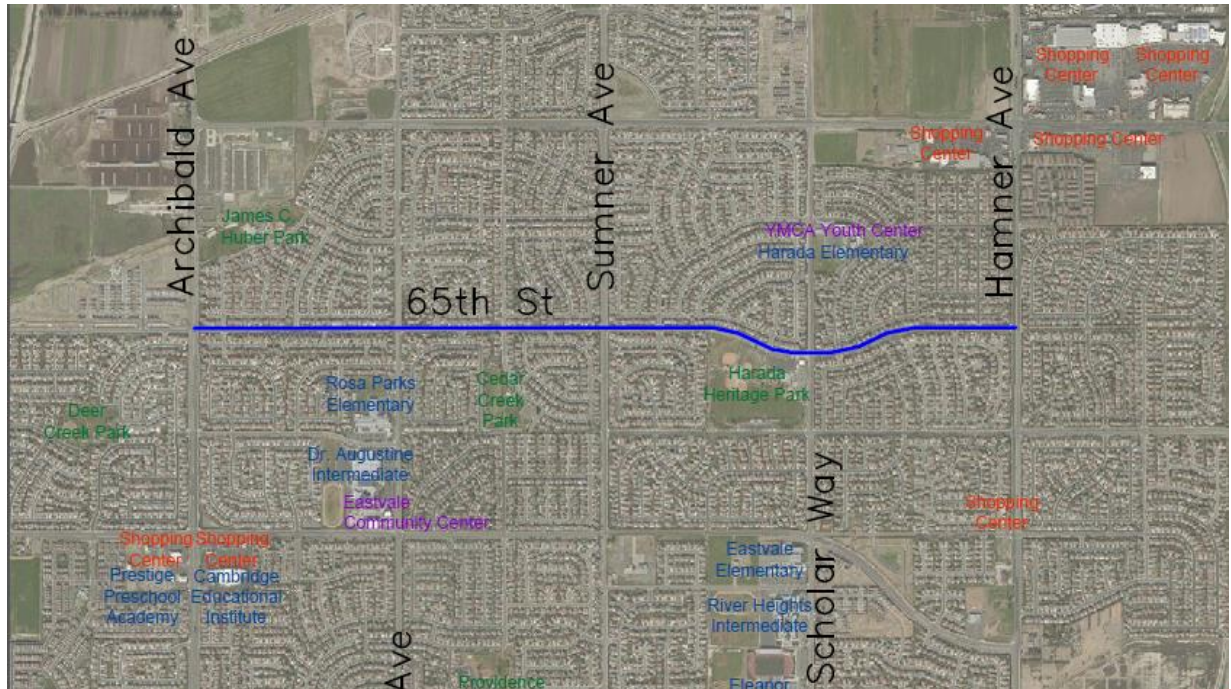 Archibald Ave
Sumner Ave
Hamner Ave
Shopping
Center
Shopping
Center
Shopping
Center
Shopping Center
James C.
Huber Park
YMCA Youth Center
Harada Elementary
65th St
Rosa Parks
Elementary
Cedar
Creek
Park
Harada
Heritage Park
Deer
Creek Park
Dr. Augustine
Intermediate
Eastvale
Community Center
Scholar Way
Shopping
Center
Shopping
Center
Shopping
Center
Prestige
Preschool
Academy
Cambridge
Educational
Institute
Eastvale
Elementary
River Heights
Intermediate
Ave
Providence
Eleanor